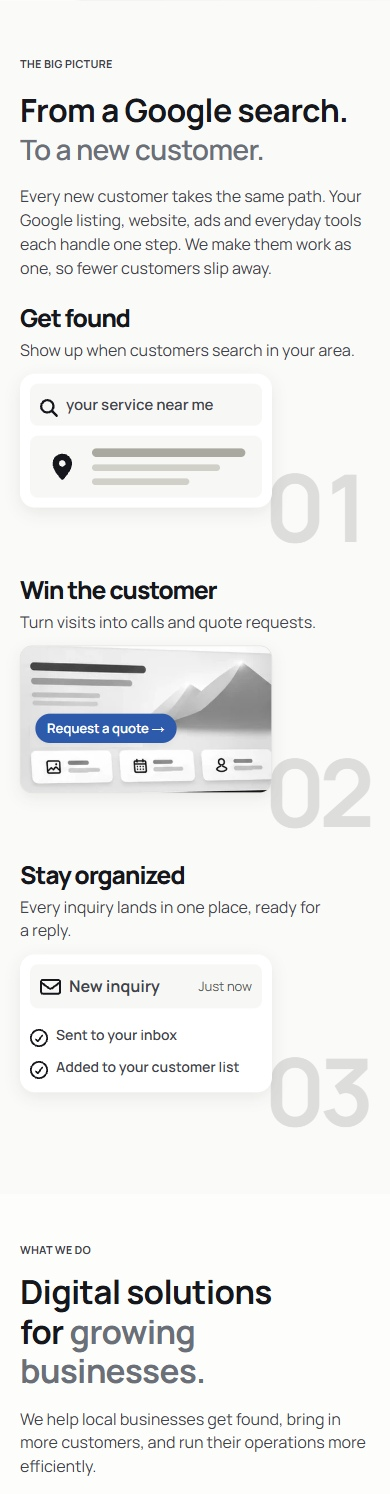 THE BIG PICTURE
From a Google search.
To a new customer.
Every new customer takes the same path. Your
Google listing, website, ads and everyday tools
each handle one step. We make them work as
one, so fewer customers slip away.
Get found
Show up when customers search in your area.
your service near me
01
Win the customer
Turn visits into calls and quote requests.
Request a quote →
02
Stay organized
Every inquiry lands in one place, ready for
a reply.
New inquiry Just now
Sent to your inbox
Added to your customer list
03
WHAT WE DO
Digital solutions
for growing
businesses.
We help local businesses get found, bring in
more customers, and run their operations more
efficiently.